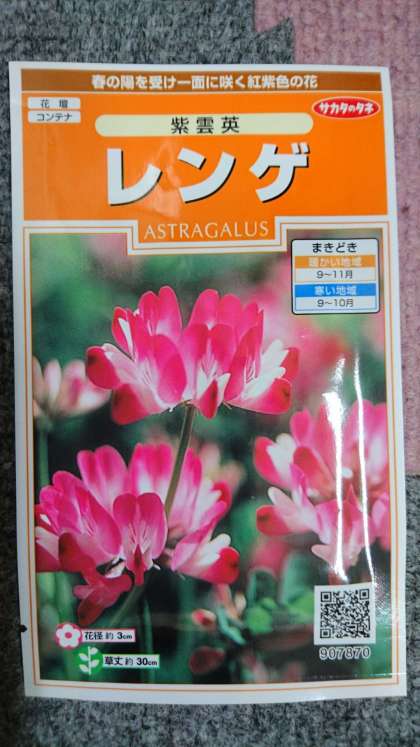 春の陽を受け一面に咲く紅紫色の花
花壇
コンテナ
サカタのタネ
紫雲英
レンゲ
ASTRAGALUS
まきどき
暖かい地域
9〜11月
寒い地域
9〜10月
花径 約3cm
草丈 約30cm
907870